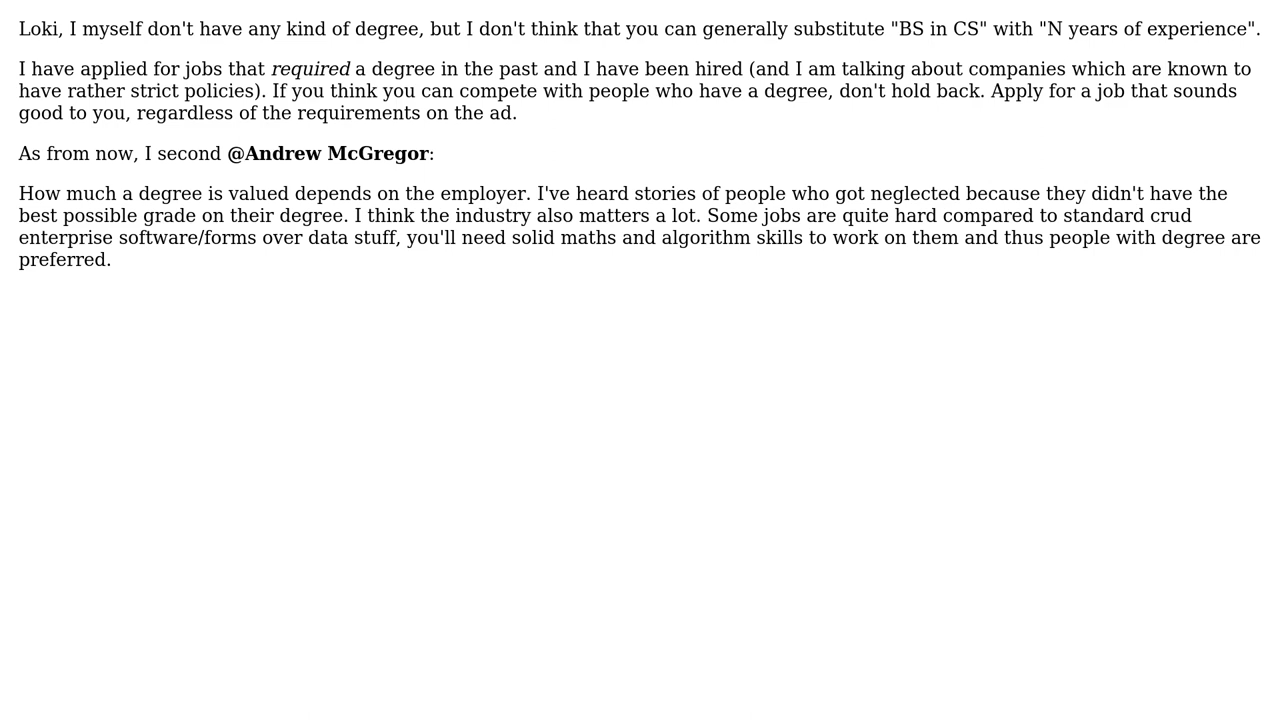 Loki, I myself don't have any kind of degree, but I don't think that you can generally substitute "BS in CS" with "N years of experience".
I have applied for jobs that required a degree in the past and I have been hired (and I am talking about companies which are known to
have rather strict policies). If you think you can compete with people who have a degree, don't hold back. Apply for a job that sounds
good to you, regardless of the requirements on the ad.
As from now, I second @Andrew McGregor:
How much a degree is valued depends on the employer. I've heard stories of people who got neglected because they didn't have the
best possible grade on their degree. I think the industry also matters a lot. Some jobs are quite hard compared to standard crud
enterprise software/forms over data stuff, you'll need solid maths and algorithm skills to work on them and thus people with degree are
preferred.